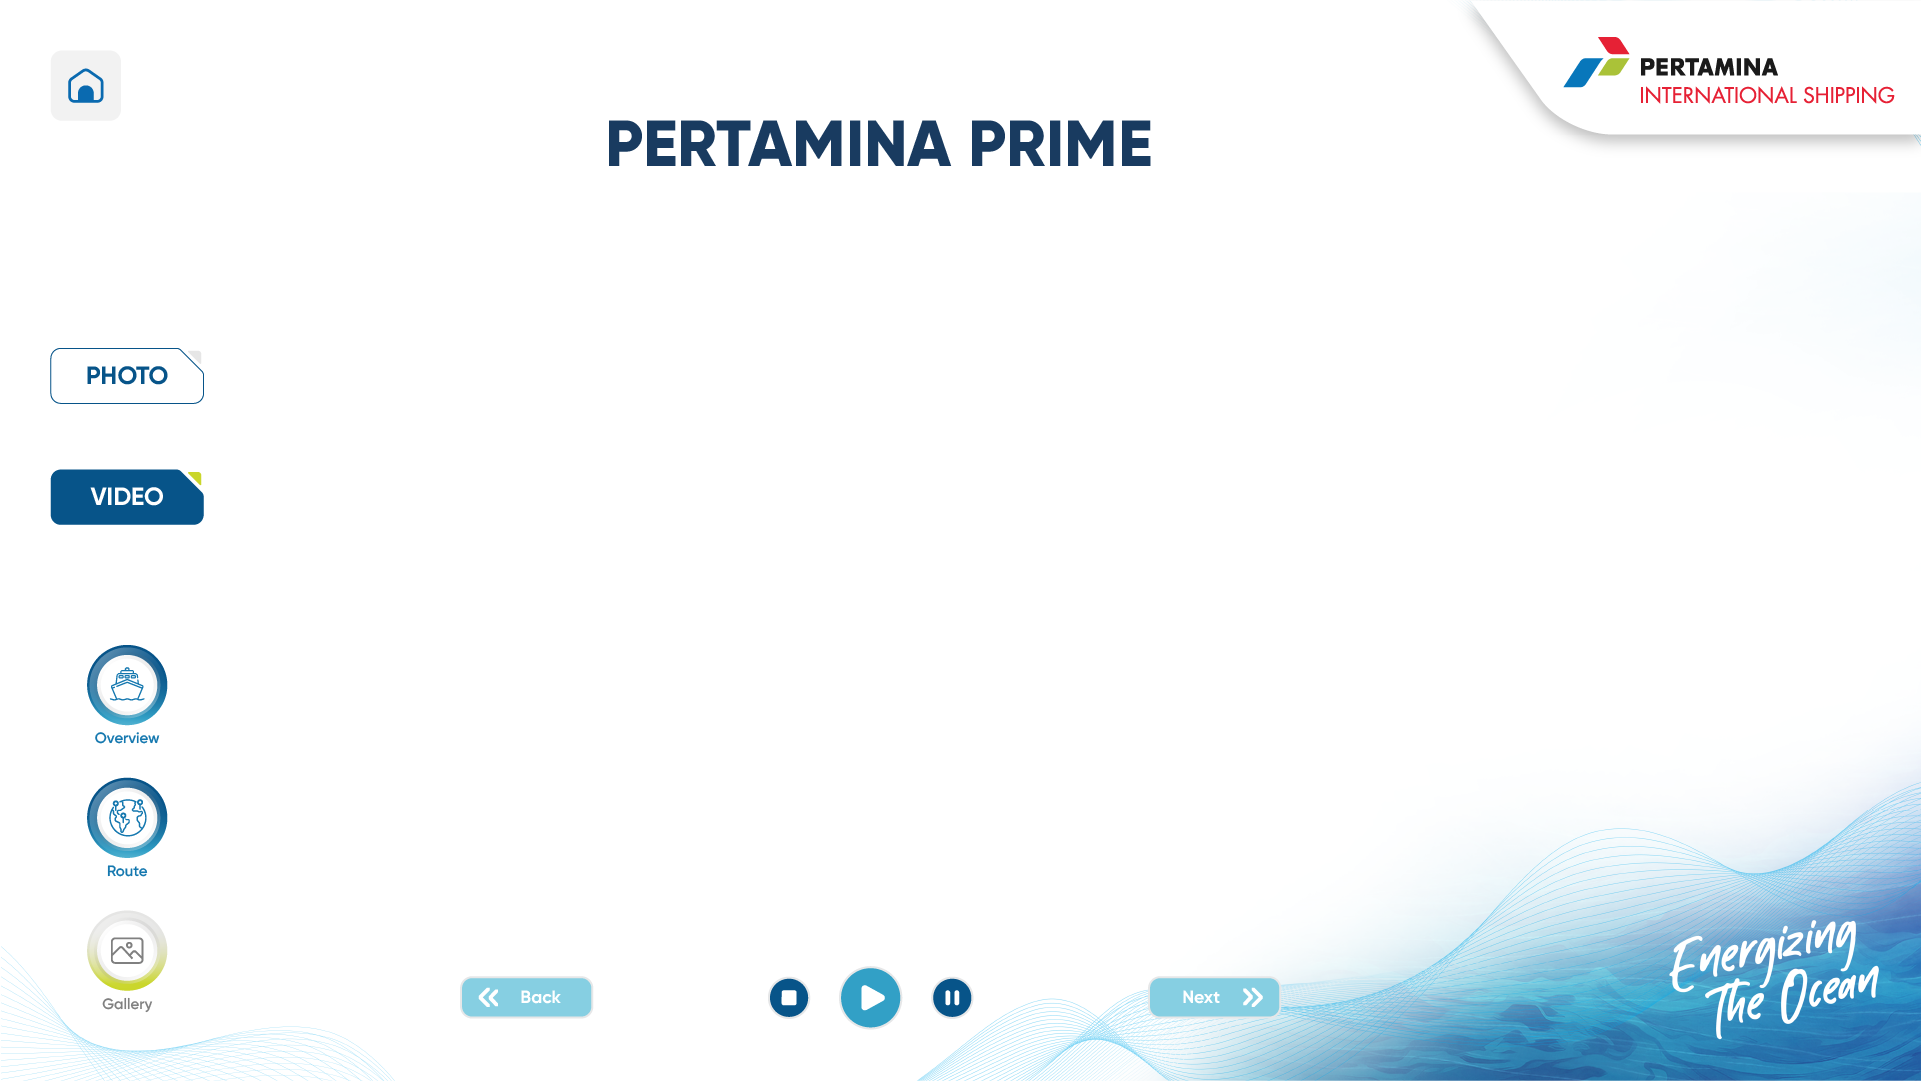 PERTAMINA
INTERNATIONAL SHIPPING
PERTAMINA PRIME
PHOTO
VIDEO
Overview
Route
Gallery
Back
Next
Energizing
The Ocean